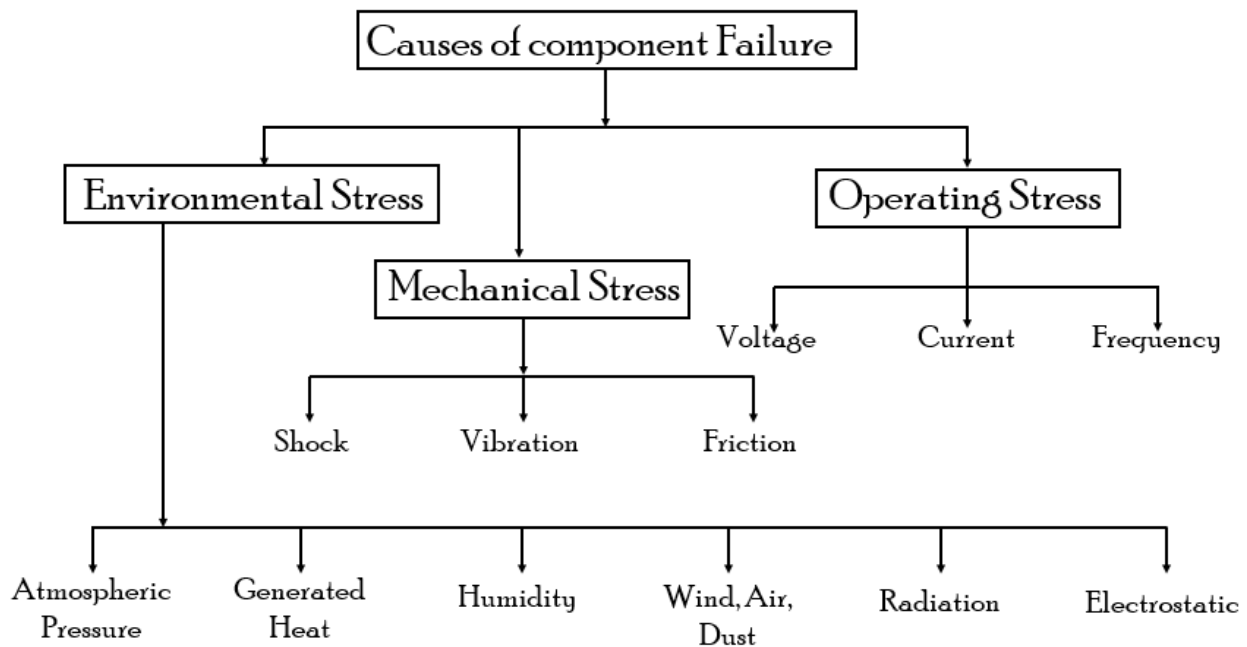 Causes of component Failure
Environmental Stress
Operating Stress
Mechanical Stress
Voltage
Current
Frequency
Shock
Vibration
Friction
Atmospheric
Pressure
Generated
Heat
Humidity
Wind, Air,
Dust
Radiation
Electrostatic